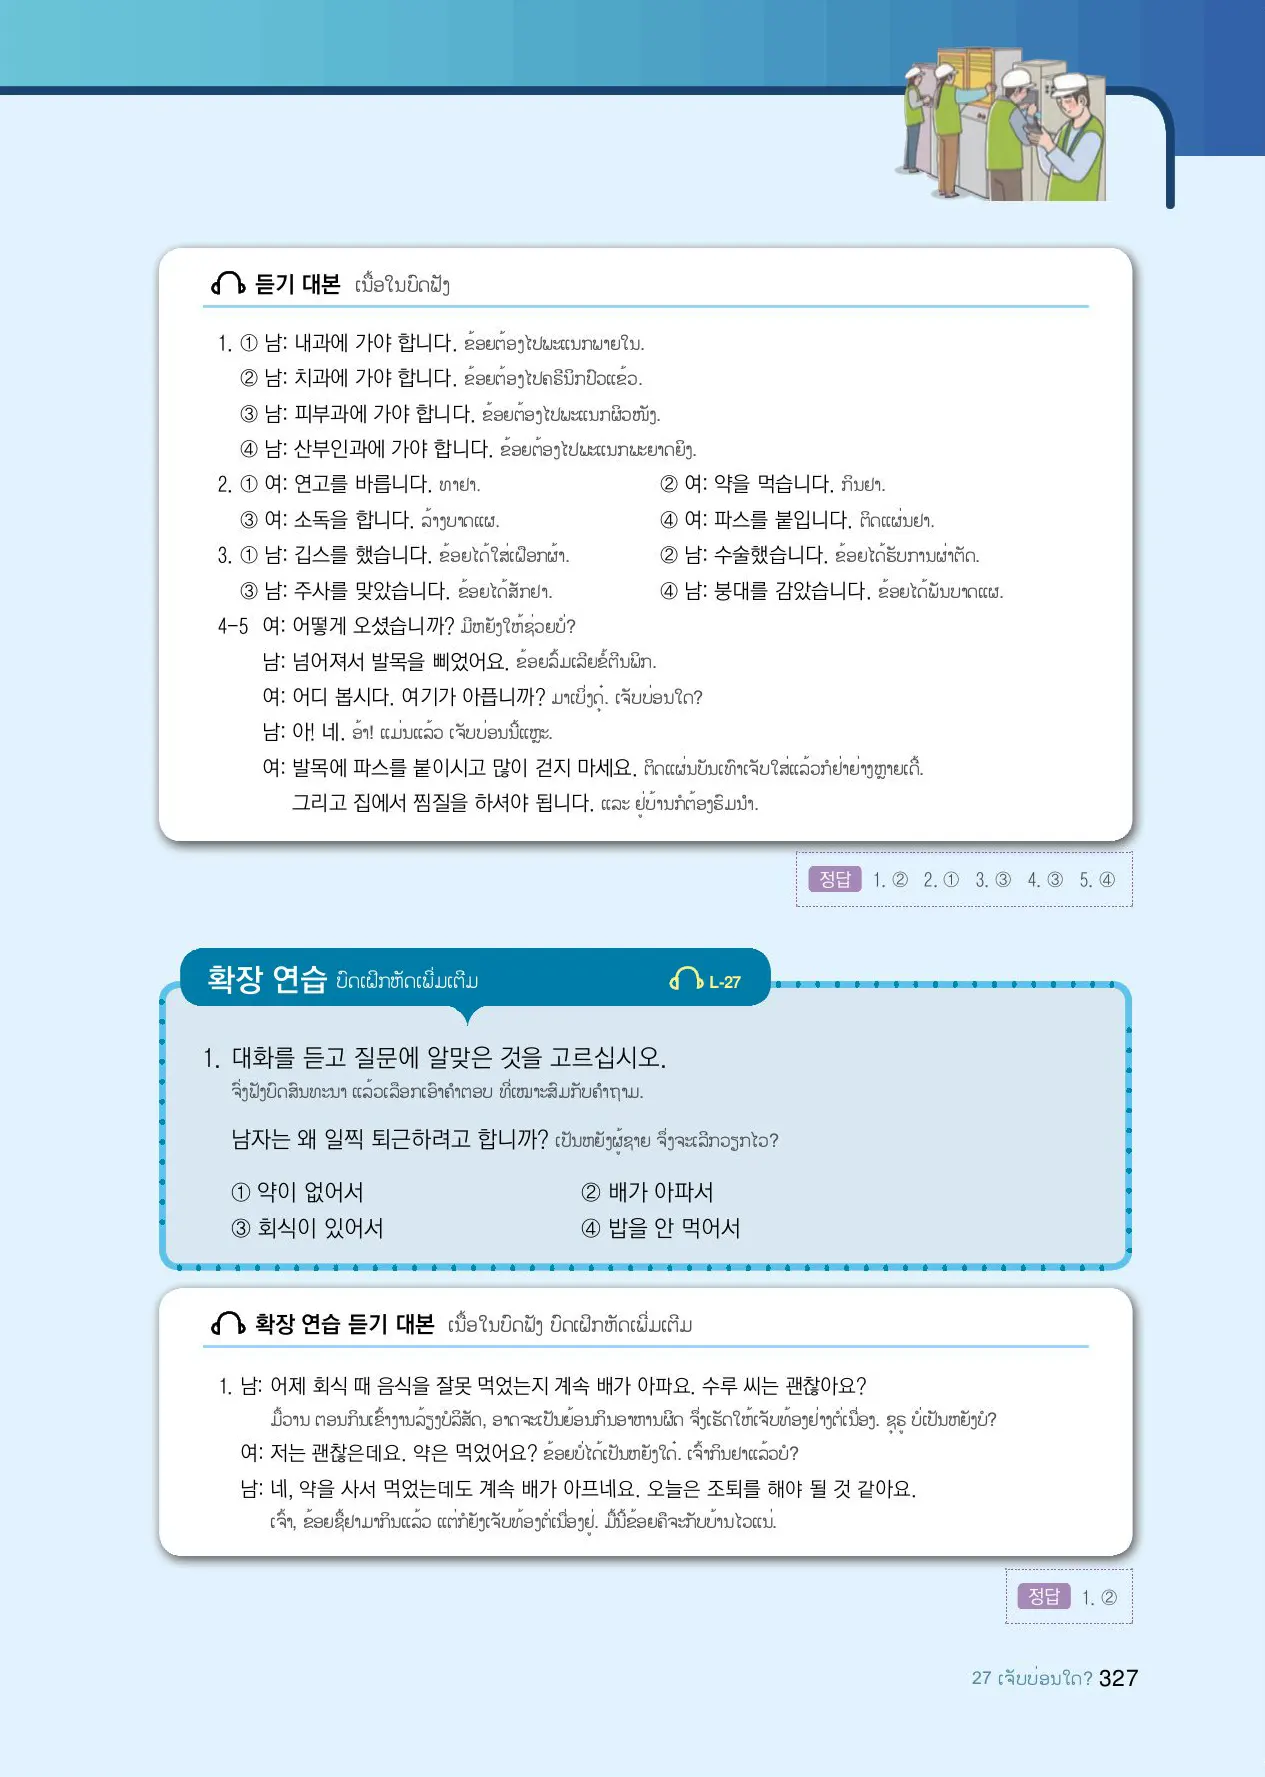 듣기 대본 ເນື້ອໃນບົດຟັງ
1. ① 남: 내과에 가야 합니다. ຂ້ອຍຕ້ອງໄປພະແນກພາຍໃນ.
② 남: 치과에 가야 합니다. ຂ້ອຍຕ້ອງໄປຄຣີນິກປົວແຂ້ວ.
③ 남: 피부과에 가야 합니다. ຂ້ອຍຕ້ອງໄປພະແນກຜິວໜັງ.
④ 남: 산부인과에 가야 합니다. ຂ້ອຍຕ້ອງໄປພະແນກພະຍາດຍິງ.
2. ① 여: 연고를 바릅니다. ທາຢາ. ② 여: 약을 먹습니다. ກິນຢາ.
③ 여: 소독을 합니다. ລ້າງບາດແຜ. ④ 여: 파스를 붙입니다. ຕິດແຜ່ນຢາ.
3. ① 남: 깁스를 했습니다. ຂ້ອຍໄດ້ໃສ່ເຝືອກຜ້າ. ② 남: 수술했습니다. ຂ້ອຍໄດ້ຮັບການຜ່າຕັດ.
③ 남: 주사를 맞았습니다. ຂ້ອຍໄດ້ສັກຢາ. ④ 남: 붕대를 감았습니다. ຂ້ອຍໄດ້ພັນບາດແຜ.
4-5 여: 어떻게 오셨습니까? ມີຫຍັງໃຫ້ຊ່ວຍບໍ່?
남: 넘어져서 발목을 삐었어요. ຂ້ອຍລົ້ມເລີຍຂໍ້ຕີນພິກ.
여: 어디 봅시다. 여기가 아픕니까? ມາເບິ່ງດຸ໋. ເຈັບບ່ອນໃດ?
남: 아! 네. ອ້າ! ແມ່ນແລ້ວ ເຈັບບ່ອນນີ້ແຫຼະ.
여: 발목에 파스를 붙이시고 많이 걷지 마세요. ຕິດແຜ່ນບັນເທົາເຈັບໃສ່ແລ້ວກໍຢ່າຍ່າງຫຼາຍເດີ້.
그리고 집에서 찜질을 하셔야 됩니다. ແລະ ຢູ່ບ້ານກໍຕ້ອງຮົມນໍາ.
정답 1. ② 2. ① 3. ③ 4. ③ 5. ④
확장 연습 ບົດເຝິກຫັດເພີ່ມເຕີມ L-27
1. 대화를 듣고 질문에 알맞은 것을 고르십시오.
ຈົ່ງຟັງບົດສົນທະນາ ແລ້ວເລືອກເອົາຄໍາຕອບ ທີ່ເໝາະສົມກັບຄໍາຖາມ.
남자는 왜 일찍 퇴근하려고 합니까? ເປັນຫຍັງຜູ້ຊາຍ ຈຶ່ງຈະເລີກວຽກໄວ?
① 약이 없어서 ② 배가 아파서
③ 회식이 있어서 ④ 밥을 안 먹어서
확장 연습 듣기 대본 ເນື້ອໃນບົດຟັງ ບົດເຝິກຫັດເພີ່ມເຕີມ
1. 남: 어제 회식 때 음식을 잘못 먹었는지 계속 배가 아파요. 수루 씨는 괜찮아요?
ມື້ວານ ຕອນກິນເຂົ້າງານລ້ຽງບໍລິສັດ, ອາດຈະເປັນຍ້ອນກິນອາຫານຜິດ ຈຶ່ງເຮັດໃຫ້ເຈັບທ້ອງຢ່າງຕໍ່ເນື່ອງ. ຊຸຣູ ບໍ່ເປັນຫຍັງບໍ?
여: 저는 괜찮은데요. 약은 먹었어요? ຂ້ອຍບໍ່ໄດ້ເປັນຫຍັງໃດ໋. ເຈົ້າກິນຢາແລ້ວບໍ?
남: 네, 약을 사서 먹었는데도 계속 배가 아프네요. 오늘은 조퇴를 해야 될 것 같아요.
ເຈົ້າ, ຂ້ອຍຊື້ຢາມາກິນແລ້ວ ແຕ່ກໍຍັງເຈັບທ້ອງຕໍ່ເນື່ອງຢູ່. ມື້ນີ້ຂ້ອຍຄືຈະກັບບ້ານໄວແນ່.
정답 1. ②
27 ເຈັບບ່ອນໃດ? 327